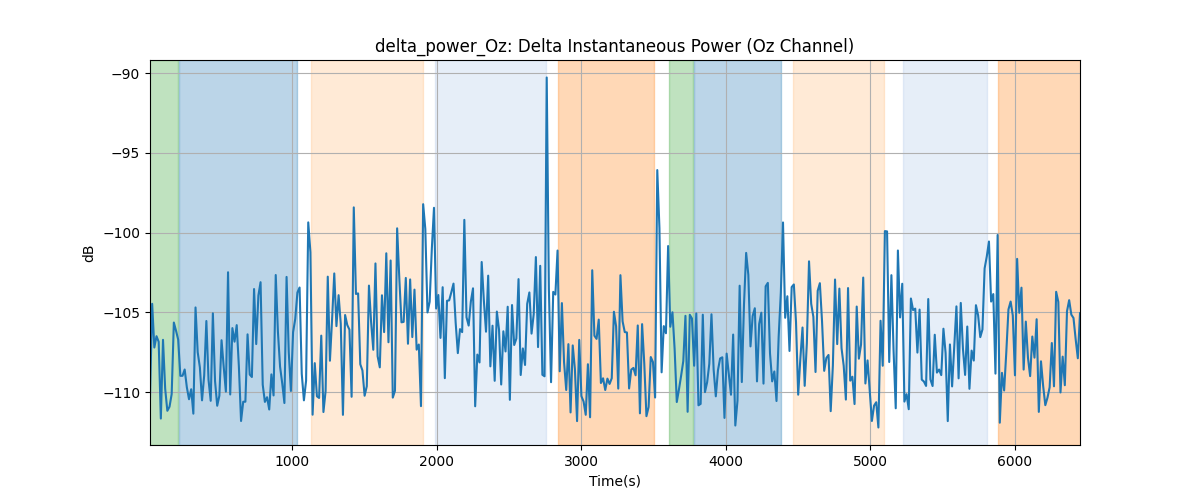 delta_power_Oz: Delta Instantaneous Power (Oz Channel)
−90
−95
−100
−105
−110
dB
1000 2000 3000 4000 5000 6000
Time(s)